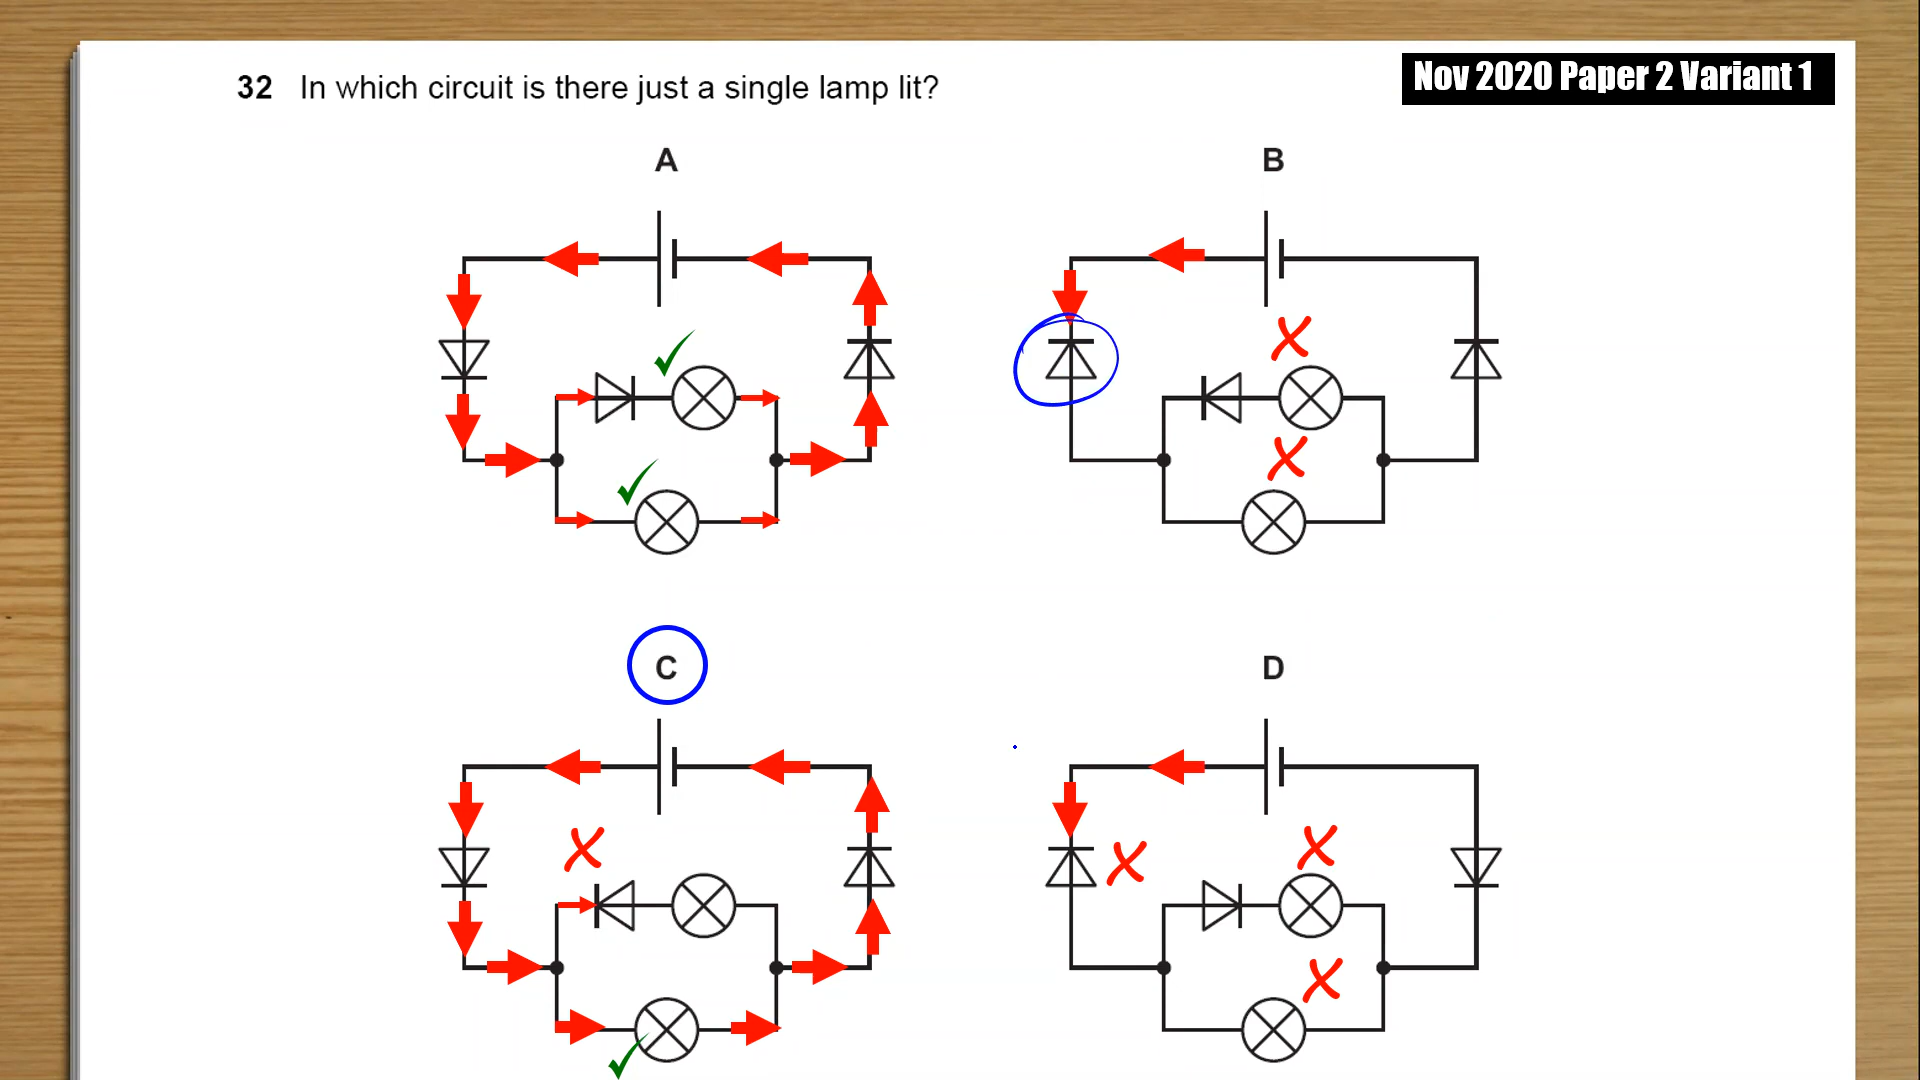 32 In which circuit is there just a single lamp lit?
Nov 2020 Paper 2 Variant 1
A
B
C
D